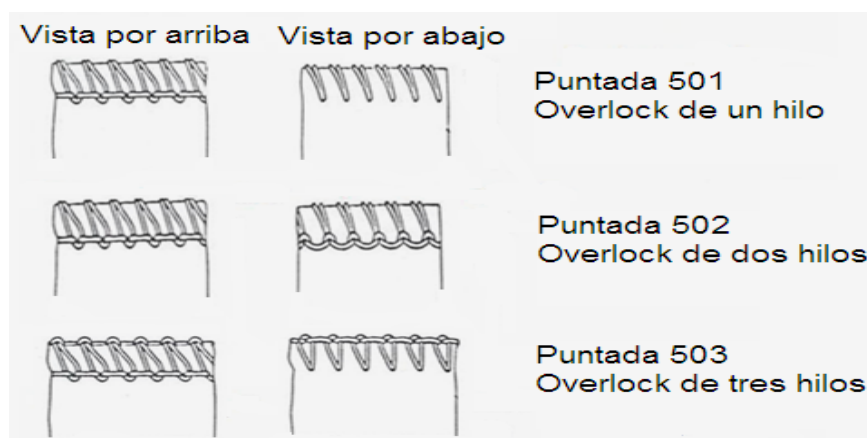 Vista por arriba
Vista por abajo
Puntada 501
Overlock de un hilo
Puntada 502
Overlock de dos hilos
Puntada 503
Overlock de tres hilos